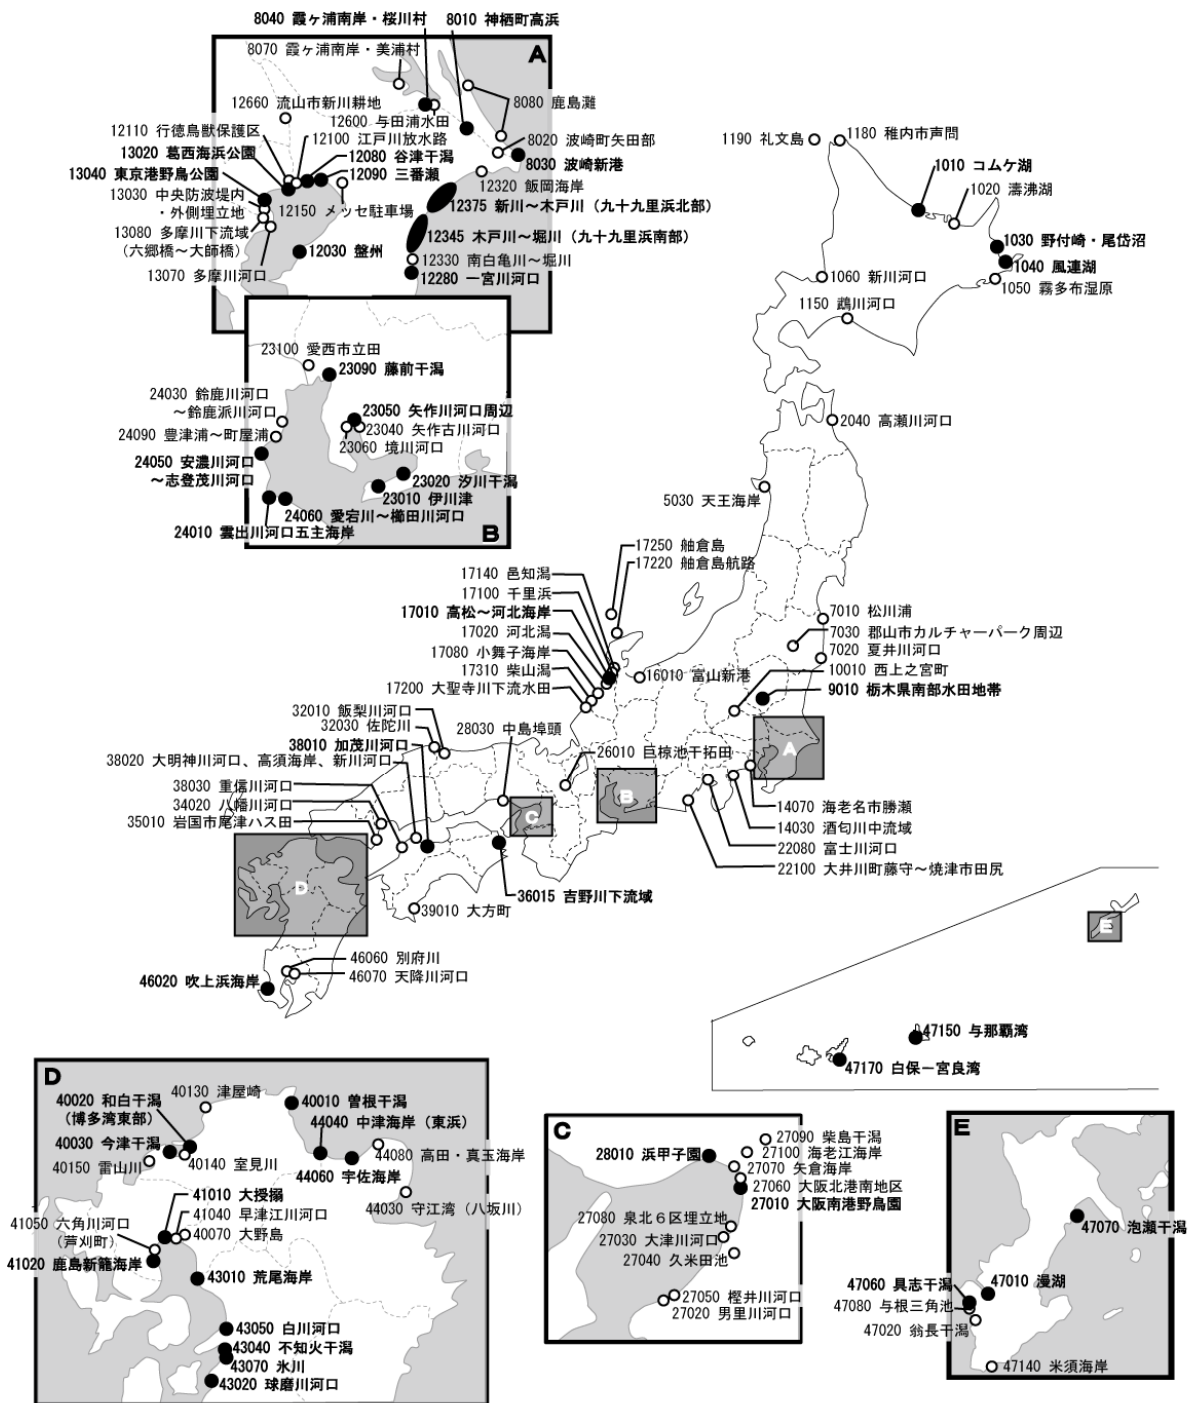 8040 霞ヶ浦南岸・桜川村
8010 神栖町高浜
8070 霞ヶ浦南岸・美浦村
A
12660 流山市新川耕地
12600 与田浦水田
8080 鹿島灘
12110 行徳鳥獣保護区
12100 江戸川放水路
8020 波崎町矢田部
13020 葛西海浜公園
12080 谷津干潟
8030 波崎新港
13040 東京港野鳥公園
12090 三番瀬
12320 飯岡海岸
13030 中央防波堤内
・外側埋立地
12150 メッセ駐車場
12375 新川～木戸川（九十九里浜北部）
13080 多摩川下流域
（六郷橋～大師橋）
12345 木戸川～堀川（九十九里浜南部）
12030 盤州
12330 南白亀川～堀川
13070 多摩川河口
12280 一宮川河口
1190 礼文島
1180 稚内市声問
1010 コムケ湖
1020 濤沸湖
1030 野付崎・尾岱沼
1040 風連湖
1060 新川河口
1050 霧多布湿原
1150 鵡川河口
23100 愛西市立田
23090 藤前干潟
24030 鈴鹿川河口
～鈴鹿派川河口
23050 矢作川河口周辺
24090 豊津浦～町屋浦
23040 矢作古川河口
23060 境川河口
24050 安濃川河口
～志登茂川河口
23020 汐川干潟
23010 伊川津
24060 愛宕川～櫛田川河口
24010 雲出川河口五主海岸
B
2040 高瀬川河口
5030 天王海岸
17250 舳倉島
17220 舳倉島航路
17140 邑知潟
17100 千里浜
17010 高松～河北海岸
17020 河北潟
17080 小舞子海岸
17310 柴山潟
17200 大聖寺川下流水田
16010 富山新港
7010 松川浦
7030 郡山市カルチャーパーク周辺
7020 夏井川河口
10010 西上之宮町
9010 栃木県南部水田地帯
32010 飯梨川河口
32030 佐陀川
28030 中島埠頭
38010 加茂川河口
26010 巨椋池干拓田
38020 大明神川河口、高須海岸、新川河口
38030 重信川河口
34020 八幡川河口
35010 岩国市尾津ハス田
A
B
C
D
E
14070 海老名市勝瀬
14030 酒匂川中流域
22080 富士川河口
22100 大井川町藤守～焼津市田尻
36015 吉野川下流域
39010 大方町
46060 別府川
46070 天降川河口
46020 吹上浜海岸
47150 与那覇湾
47170 白保ー宮良湾
D
40130 津屋崎
40020 和白干潟
（博多湾東部）
40010 曽根干潟
44040 中津海岸（東浜）
40030 今津干潟
40150 雷山川
40140 室見川
44080 高田・真玉海岸
44060 宇佐海岸
41010 大授搦
44030 守江湾（八坂川）
41040 早津江川河口
41050 六角川河口
（芦刈町）
40070 大野島
41020 鹿島新籠海岸
43010 荒尾海岸
43050 白川河口
43040 不知火干潟
43070 氷川
43020 球磨川河口
C
27090 柴島干潟
28010 浜甲子園
27100 海老江海岸
27070 矢倉海岸
27060 大阪北港南地区
27010 大阪南港野鳥園
27080 泉北６区埋立地
27030 大津川河口
27040 久米田池
27050 樫井川河口
27020 男里川河口
E
47070 泡瀬干潟
47060 具志干潟
47010 漫湖
47080 与根三角池
47020 翁長干潟
47140 米須海岸